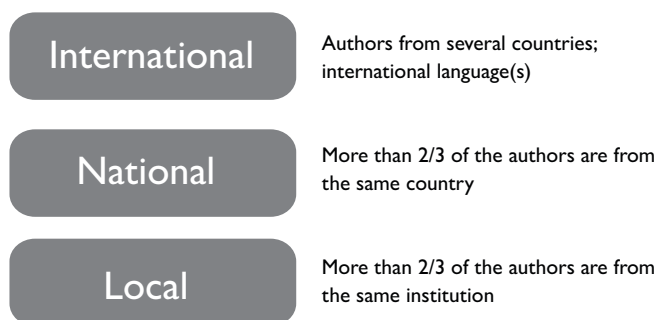 International
Authors from several countries;
international language(s)
National
More than 2/3 of the authors are from
the same country
Local
More than 2/3 of the authors are from
the same institution